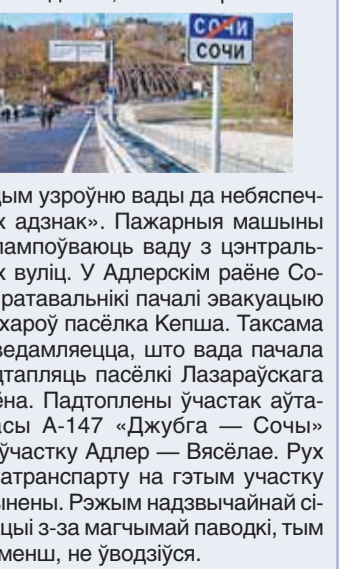 СОЧИ
СОЧИ
дым узроўню вады да небяспеч-
х адзнак». Пажарныя машыны
пампоўваюць ваду з цэнтраль-
х вуліц. У Адлерскім раёне Со-
ратавальнікі пачалі эвакуацыю
хароў пасёлка Кепша. Таксама
ведамляецца, што вада пачала
дтапляць пасёлкі Лазараўскага
ёна. Падтоплены ўчастак аўта-
асы А-147 «Джубга — Сочы»
ўчастку Адлер — Вясёлае. Рух
атранспарту на гэтым участку
ынены. Рэжым надзвычайнай сі-
цыі з-за магчымай паводкі, тым
менш, не ўводзіўся.